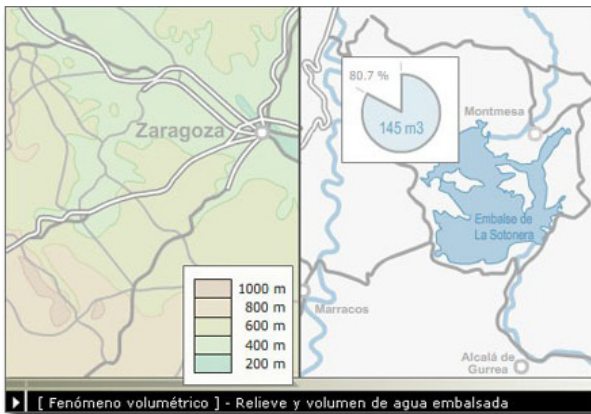 80.7 %
145 m3
Zaragoza
Montmesa
Embalse de
La Sotonera
1000 m
800 m
600 m
400 m
200 m
Marracos
Alcalá de
Gurrea
[ Fenómeno volumétrico ] - Relieve y volumen de agua embalsada